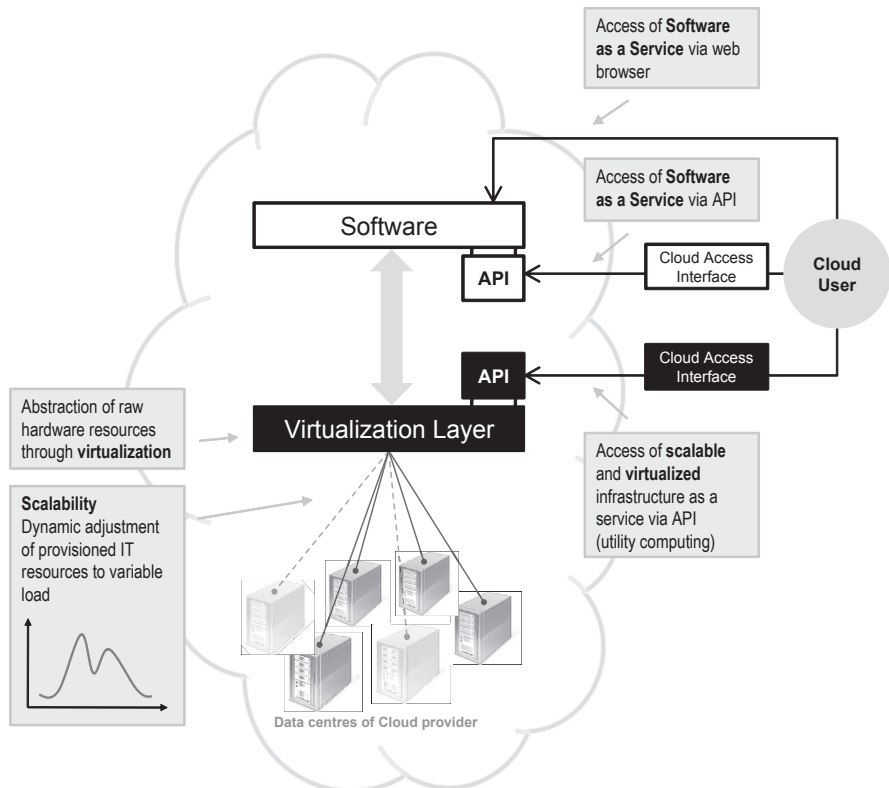 Access of Software
as a Service via web
browser
Access of Software
as a Service via API
Software
API
Cloud Access
Interface
Cloud
User
API
Cloud Access
Interface
Virtualization Layer
Abstraction of raw
hardware resources
through virtualization
Access of scalable
and virtualized
infrastructure as a
service via API
(utility computing)
Scalability
Dynamic adjustment
of provisioned IT
resources to variable
load
Data centres of Cloud provider